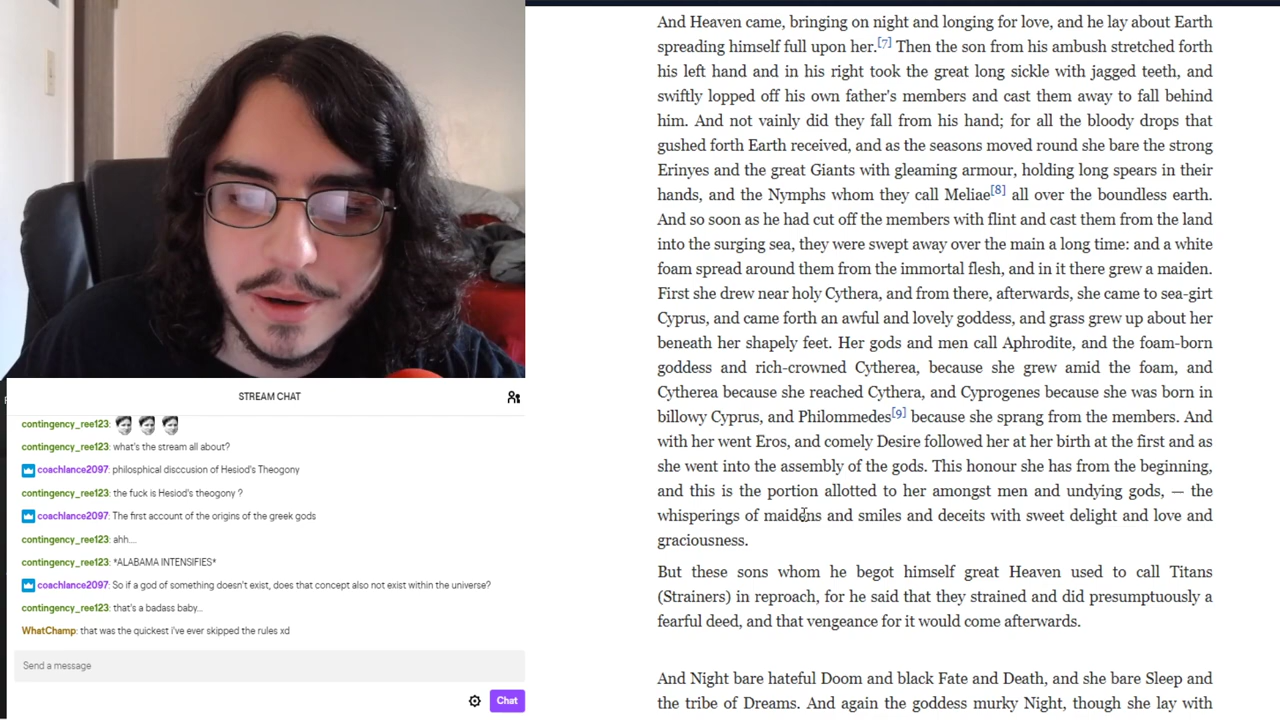 And Heaven came, bringing on night and longing for love, and he lay about Earth
spreading himself full upon her.[7] Then the son from his ambush stretched forth
his left hand and in his right took the great long sickle with jagged teeth, and
swiftly lopped off his own father's members and cast them away to fall behind
him. And not vainly did they fall from his hand; for all the bloody drops that
gushed forth Earth received, and as the seasons moved round she bare the strong
Erinyes and the great Giants with gleaming armour, holding long spears in their
hands, and the Nymphs whom they call Meliae[8] all over the boundless earth.
And so soon as he had cut off the members with flint and cast them from the land
into the surging sea, they were swept away over the main a long time: and a white
foam spread around them from the immortal flesh, and in it there grew a maiden.
First she drew near holy Cythera, and from there, afterwards, she came to sea-girt
Cyprus, and came forth an awful and lovely goddess, and grass grew up about her
beneath her shapely feet. Her gods and men call Aphrodite, and the foam-born
goddess and rich-crowned Cytherea, because she grew amid the foam, and
Cytherea because she reached Cythera, and Cyprogenes because she was born in
billowy Cyprus, and Philommedes[9] because she sprang from the members. And
with her went Eros, and comely Desire followed her at her birth at the first and as
she went into the assembly of the gods. This honour she has from the beginning,
and this is the portion allotted to her amongst men and undying gods, — the
whisperings of maidens and smiles and deceits with sweet delight and love and
graciousness.
But these sons whom he begot himself great Heaven used to call Titans
(Strainers) in reproach, for he said that they strained and did presumptuously a
fearful deed, and that vengeance for it would come afterwards.
And Night bare hateful Doom and black Fate and Death, and she bare Sleep and
the tribe of Dreams. And again the goddess murky Night, though she lay with
STREAM CHAT
contingency_ree123:
contingency_ree123: what's the stream all about?
coachlance2097: philosphical disccusion of Hesiod's Theogony
contingency_ree123: the fuck is Hesiod's theogony ?
coachlance2097: The first account of the origins of the greek gods
contingency_ree123: ahh....
contingency_ree123: *ALABAMA INTENSIFIES*
coachlance2097: So if a god of something doesn't exist, does that concept also not exist within the universe?
contingency_ree123: that's a badass baby...
WhatChamp: that was the quickest i've ever skipped the rules xd
Send a message
Chat